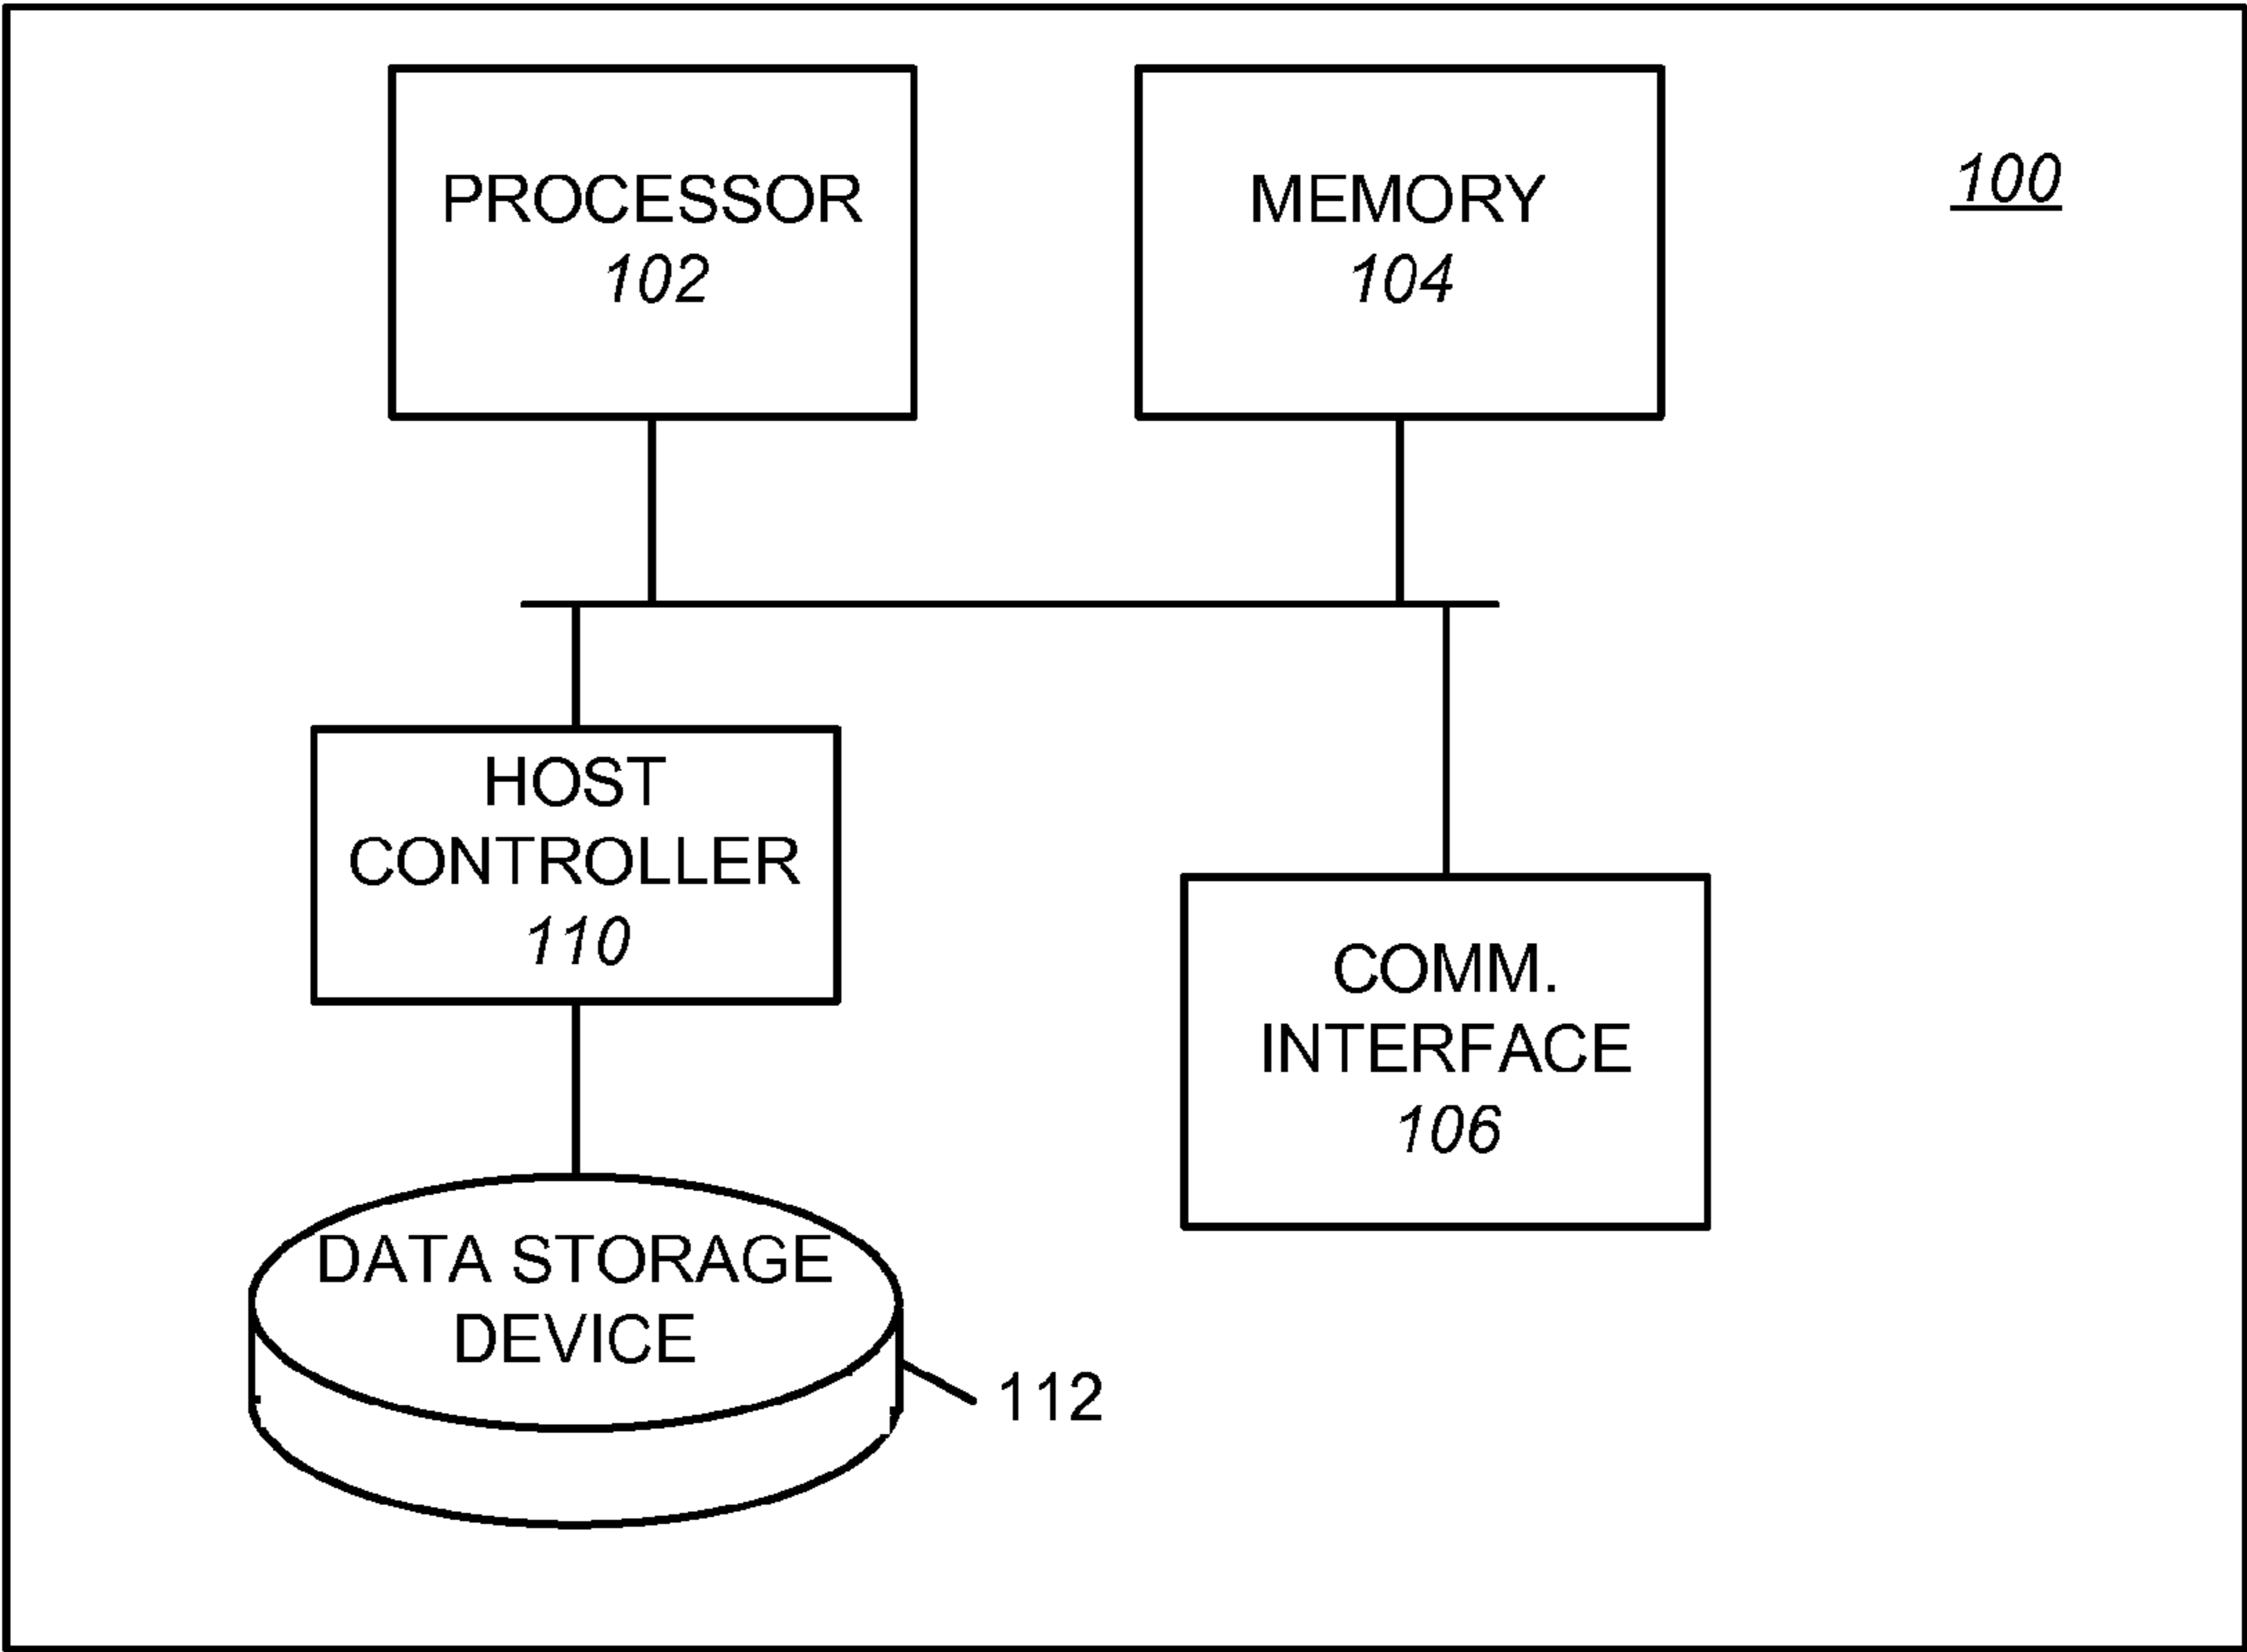 PROCESSOR
102
MEMORY
104
100
HOST
CONTROLLER
110
COMM.
INTERFACE
106
DATA STORAGE
DEVICE
112